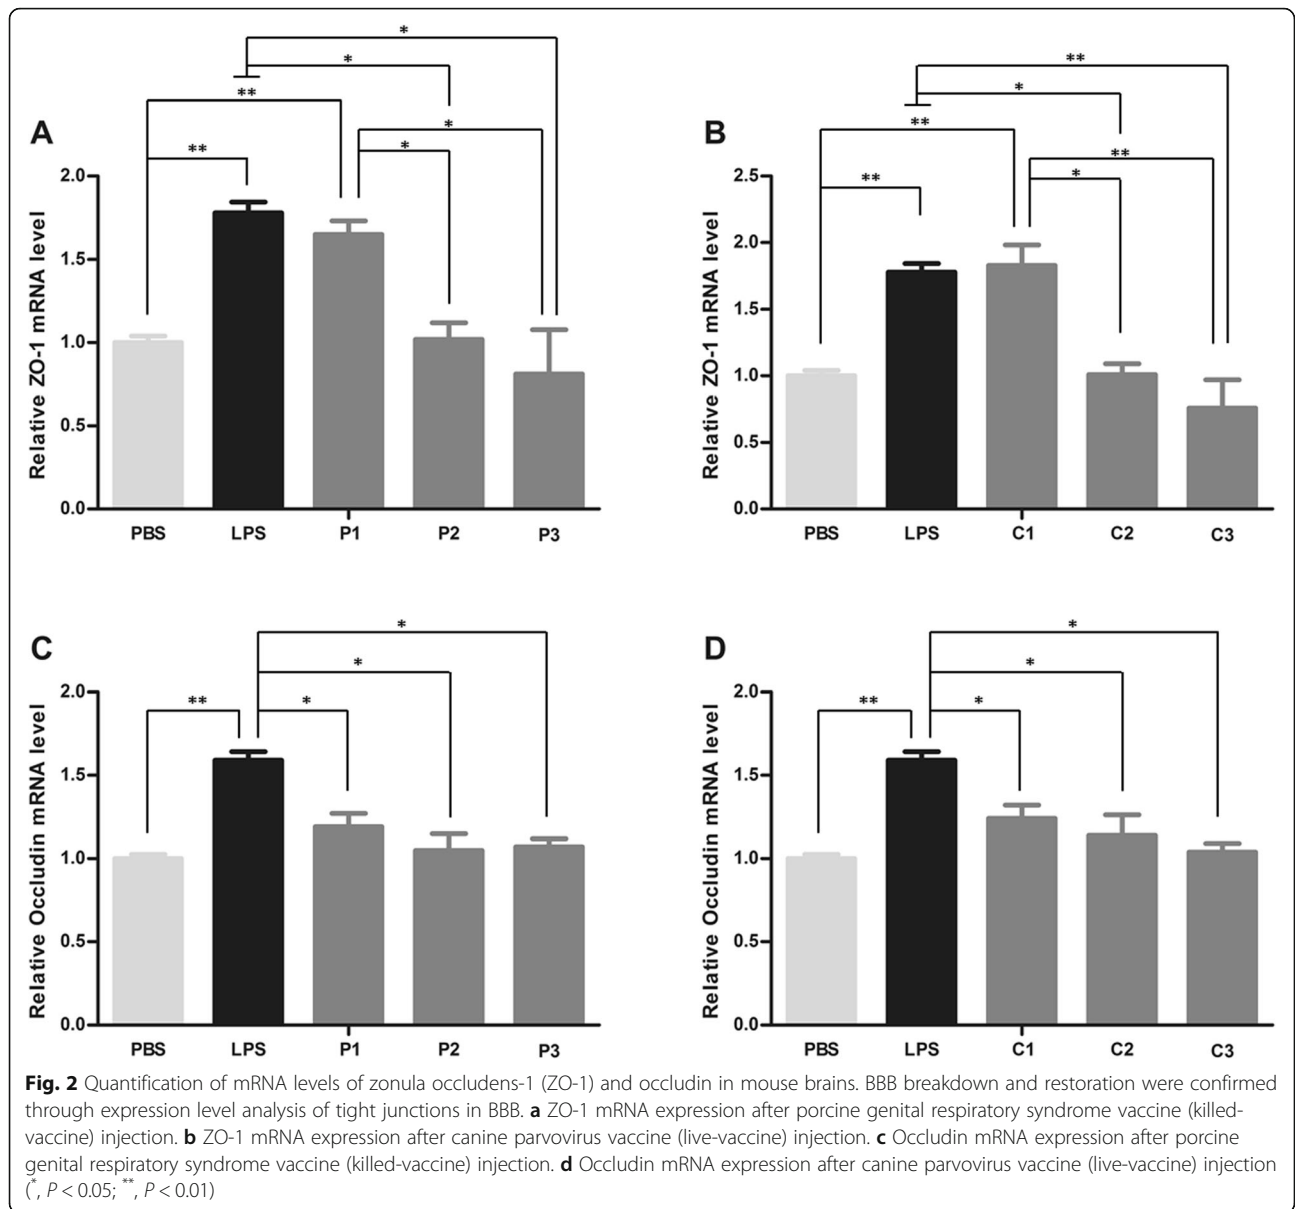 A
*
*
**
*
*
**
Relative ZO-1 mRNA level
2.0
1.5
1.0
0.5
0.0
PBS LPS P1 P2 P3
B
**
*
**
**
*
**
Relative ZO-1 mRNA level
2.5
2.0
1.5
1.0
0.5
0.0
PBS LPS C1 C2 C3
C
*
*
**
*
Relative Occludin mRNA level
2.0
1.5
1.0
0.5
0.0
PBS LPS P1 P2 P3
D
*
*
**
*
Relative Occludin mRNA level
2.0
1.5
1.0
0.5
0.0
PBS LPS C1 C2 C3
Fig. 2 Quantification of mRNA levels of zonula occludens-1 (ZO-1) and occludin in mouse brains. BBB breakdown and restoration were confirmed
through expression level analysis of tight junctions in BBB. a ZO-1 mRNA expression after porcine genital respiratory syndrome vaccine (killed-
vaccine) injection. b ZO-1 mRNA expression after canine parvovirus vaccine (live-vaccine) injection. c Occludin mRNA expression after porcine
genital respiratory syndrome vaccine (killed-vaccine) injection. d Occludin mRNA expression after canine parvovirus vaccine (live-vaccine) injection
(*, P < 0.05; **, P < 0.01)